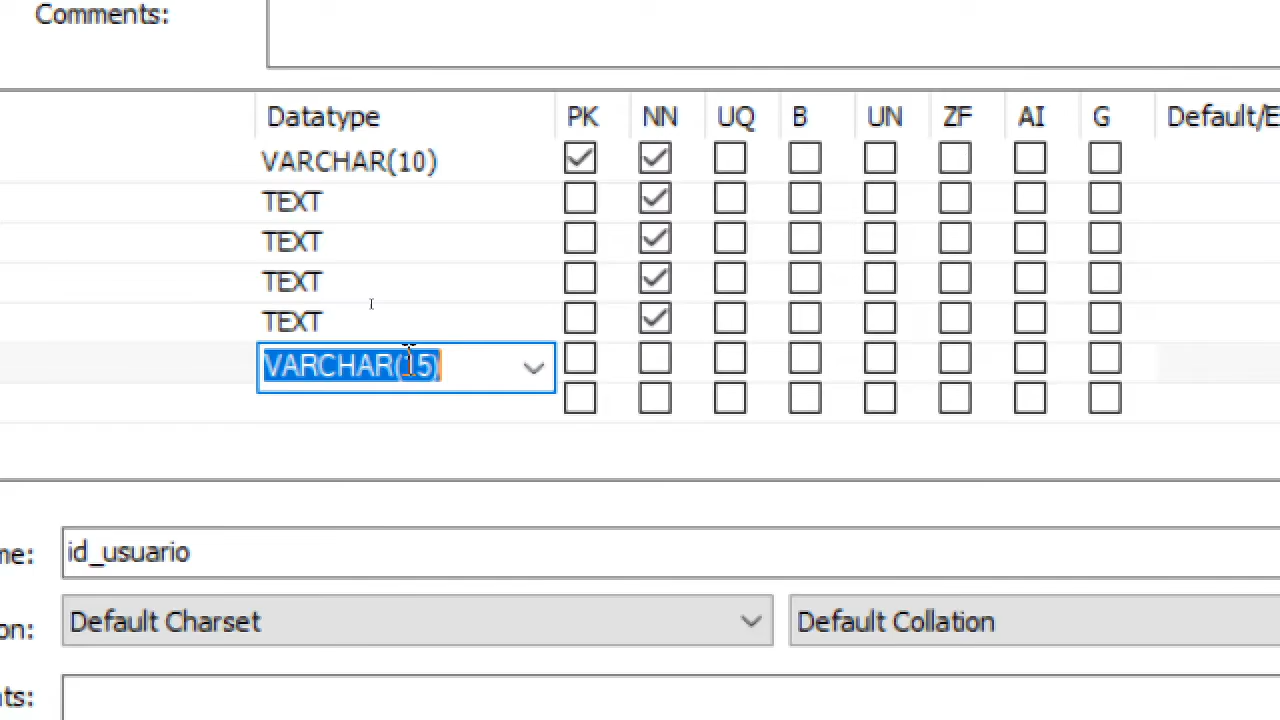 Comments:
Datatype PK NN UQ B UN ZF AI G Default/E
VARCHAR(10)
TEXT
TEXT
TEXT
TEXT
VARCHAR(15)
me: id_usuario
on: Default Charset Default Collation
nts: